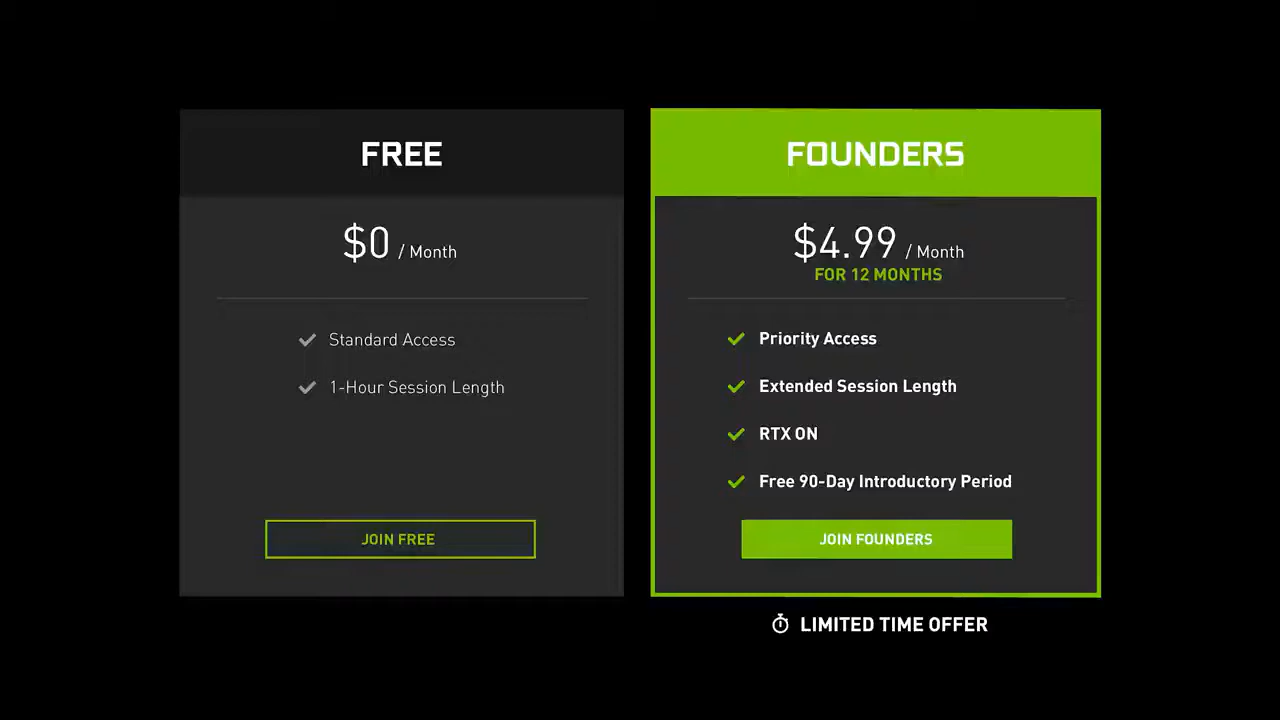 FREE
$0 / Month
Standard Access
1-Hour Session Length
JOIN FREE
FOUNDERS
$4.99 / Month
FOR 12 MONTHS
Priority Access
Extended Session Length
RTX ON
Free 90-Day Introductory Period
JOIN FOUNDERS
LIMITED TIME OFFER